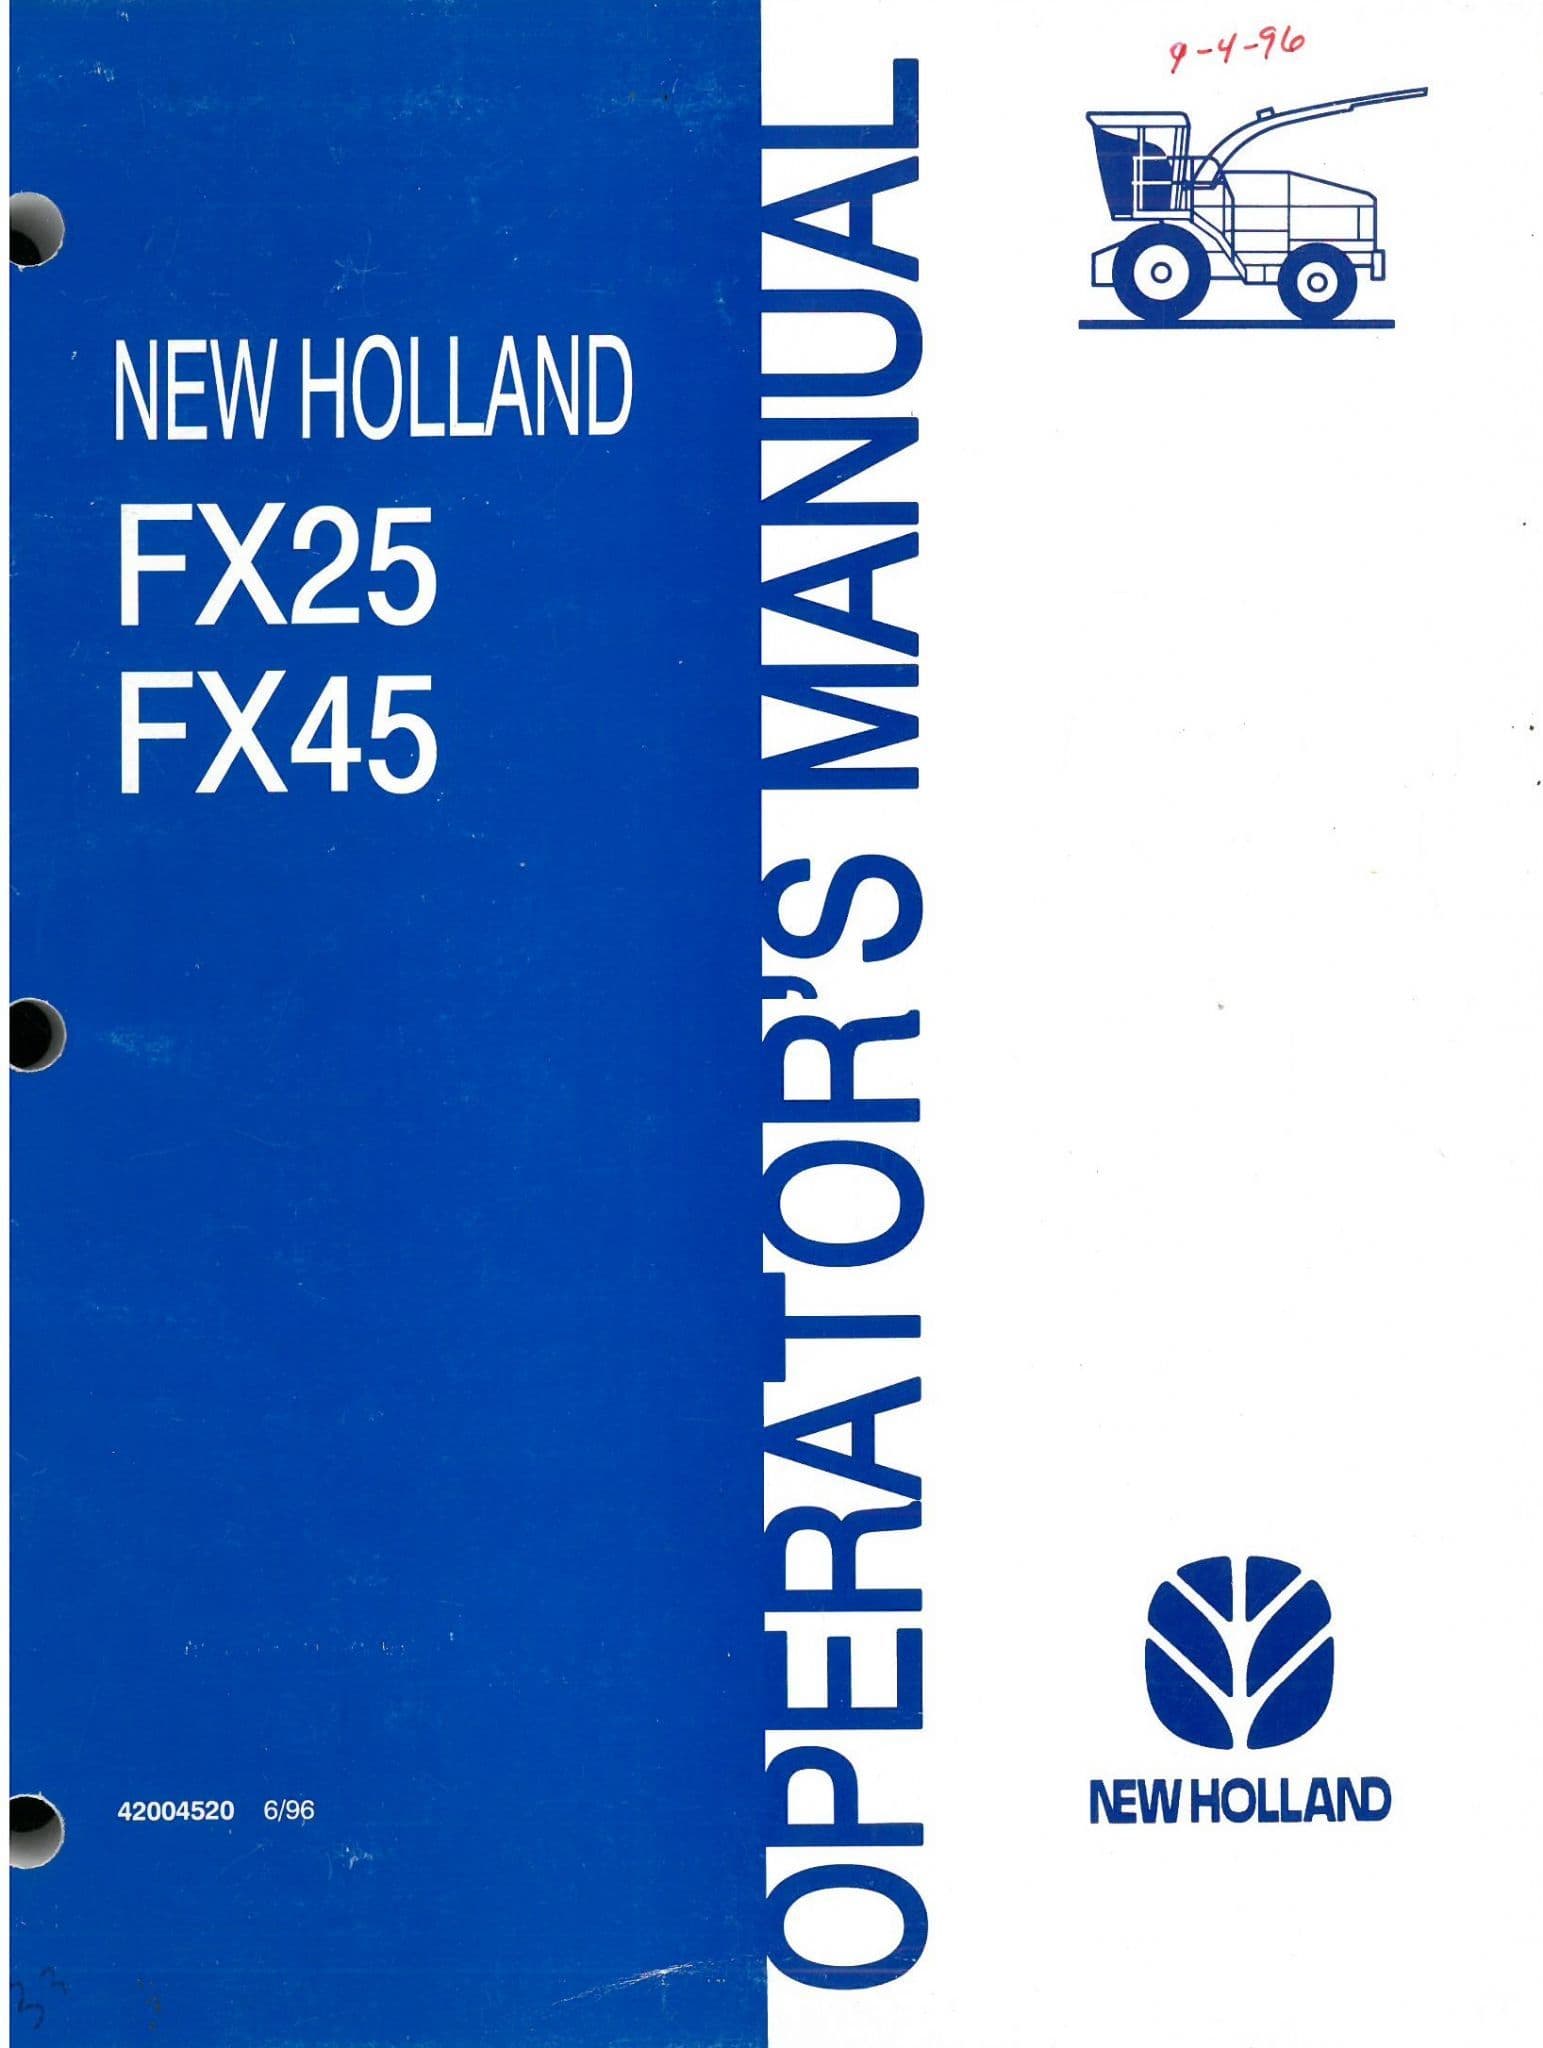 9-4-96
NEW HOLLAND
FX25
FX45
OPERATOR'S MANUAL
42004520 6/96
NEW HOLLAND